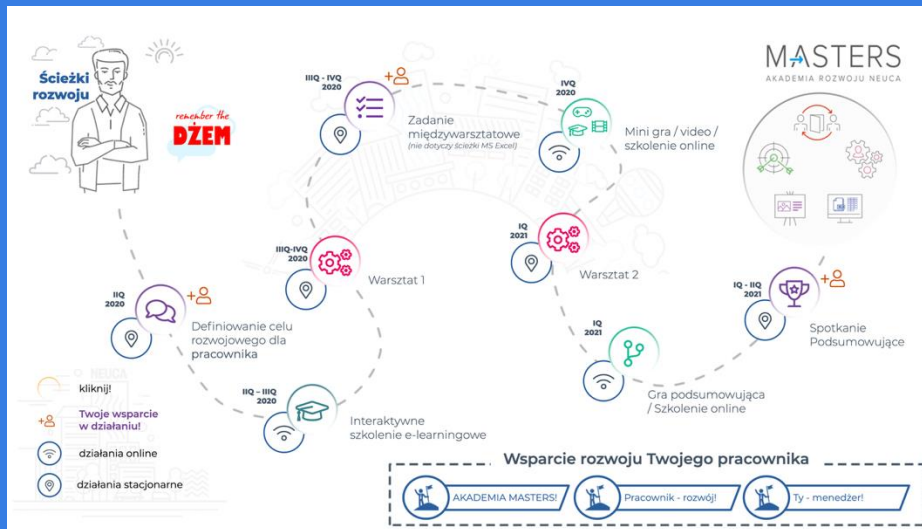 Ścieżki
rozwoju
remember the
DŻEM
MASTERS
AKADEMIA ROZWOJU NEUCA
IIQ
2020
Definiowanie celu
rozwojowego dla
pracownika
IIQ – IIIQ
2020
Interaktywne
szkolenie e-learningowe
IIIQ-IVQ
2020
Warsztat 1
IIIQ - IVQ
2020
Zadanie
międzywarsztatowe
(nie dotyczy ścieżki MS Excel)
IVQ
2020
Mini gra / video /
szkolenie online
IQ
2021
Warsztat 2
IQ
2021
Gra podsumowująca
/ Szkolenie online
IQ - IIQ
2021
Spotkanie
Podsumowujące
NEUCA
kliknij!
Twoje wsparcie
w działaniu!
działania online
działania stacjonarne
Wsparcie rozwoju Twojego pracownika
AKADEMIA MASTERS!
Pracownik - rozwój!
Ty - menedżer!